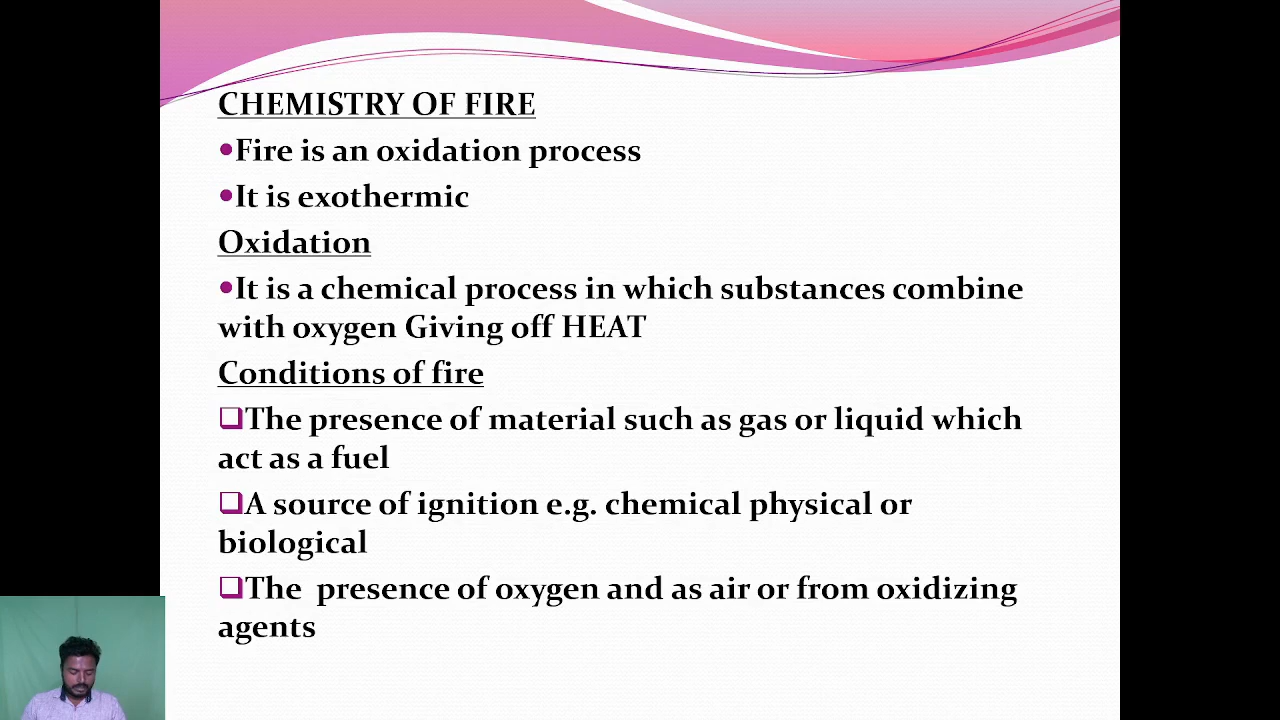 CHEMISTRY OF FIRE
•Fire is an oxidation process
•It is exothermic
Oxidation
•It is a chemical process in which substances combine
with oxygen Giving off HEAT
Conditions of fire
❑The presence of material such as gas or liquid which
act as a fuel
❑A source of ignition e.g. chemical physical or
biological
❑The  presence of oxygen and as air or from oxidizing
agents